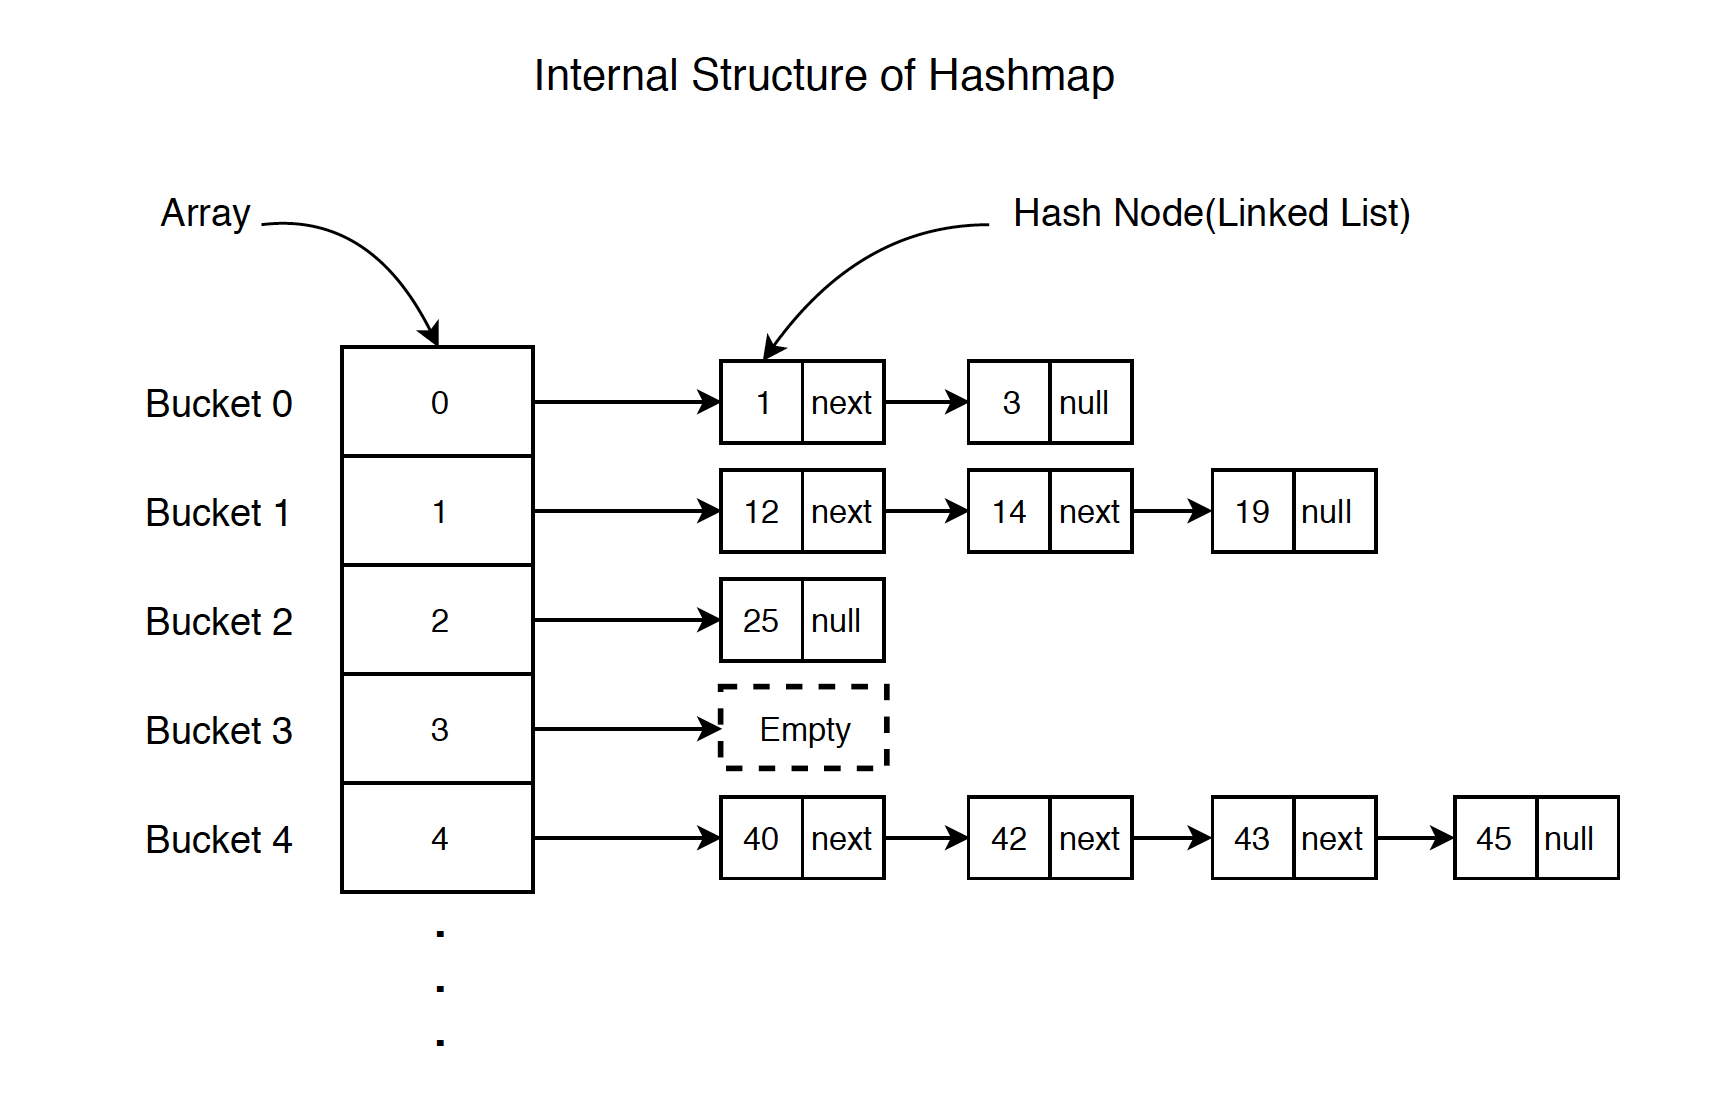 Internal Structure of Hashmap
Array
Hash Node(Linked List)
Bucket 0 0 1 next 3 null
Bucket 1 1 12 next 14 next 19 null
Bucket 2 2 25 null
Bucket 3 3 Empty
Bucket 4 4 40 next 42 next 43 next 45 null
.
.
.